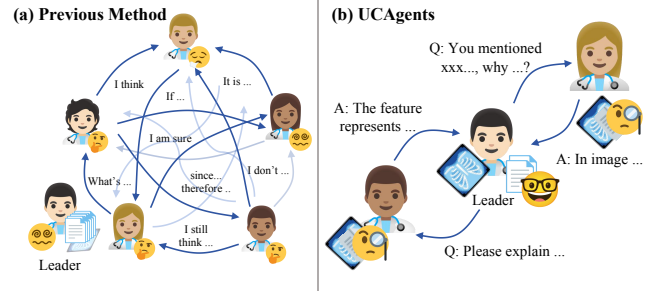 (a) Previous Method
I think
If ...
It is ...
I am sure
What's ...
since...
therefore ..
I don't ...
I still
think ...
Leader
(b) UCAgents
Q: You mentioned
xxx..., why ...?
A: The feature
represents ...
A: In image ...
Leader
Q: Please explain ...